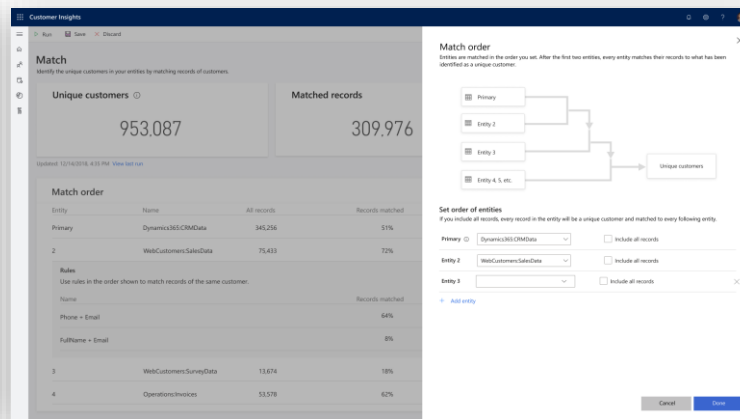 Customer Insights
Run Save Discard
Match
Identify the unique customers in your entities by matching records of customers.
Unique customers
953,087
Matched records
309,976
Updated: 12/14/2018, 4:35 PM View last run
Match order
Entity Name All records Records matched
Primary Dynamics365:CRMData 345,256 51%
2 WebCustomers:SalesData 75,433 72%
Rules
Use rules in the order shown to match records of the same customer.
Name Records matched
Phone + Email 64%
FullName + Email 8%
3 WebCustomers:SurveyData 13,674 18%
4 Operations:Invoices 53,578 62%
Match order
Entities are matched in the order you set. After the first two entities, every entity matches their records to what has been
identified as a unique customer.
Primary
Entity 2
Entity 3
Entity 4, 5, etc.
Unique customers
Set order of entities
If you include all records, every record in the entity will be a unique customer and matched to every following entity.
Primary Dynamics365:CRMData Include all records
Entity 2 WebCustomers:SalesData Include all records
Entity 3 Include all records
+ Add entity
Cancel Done